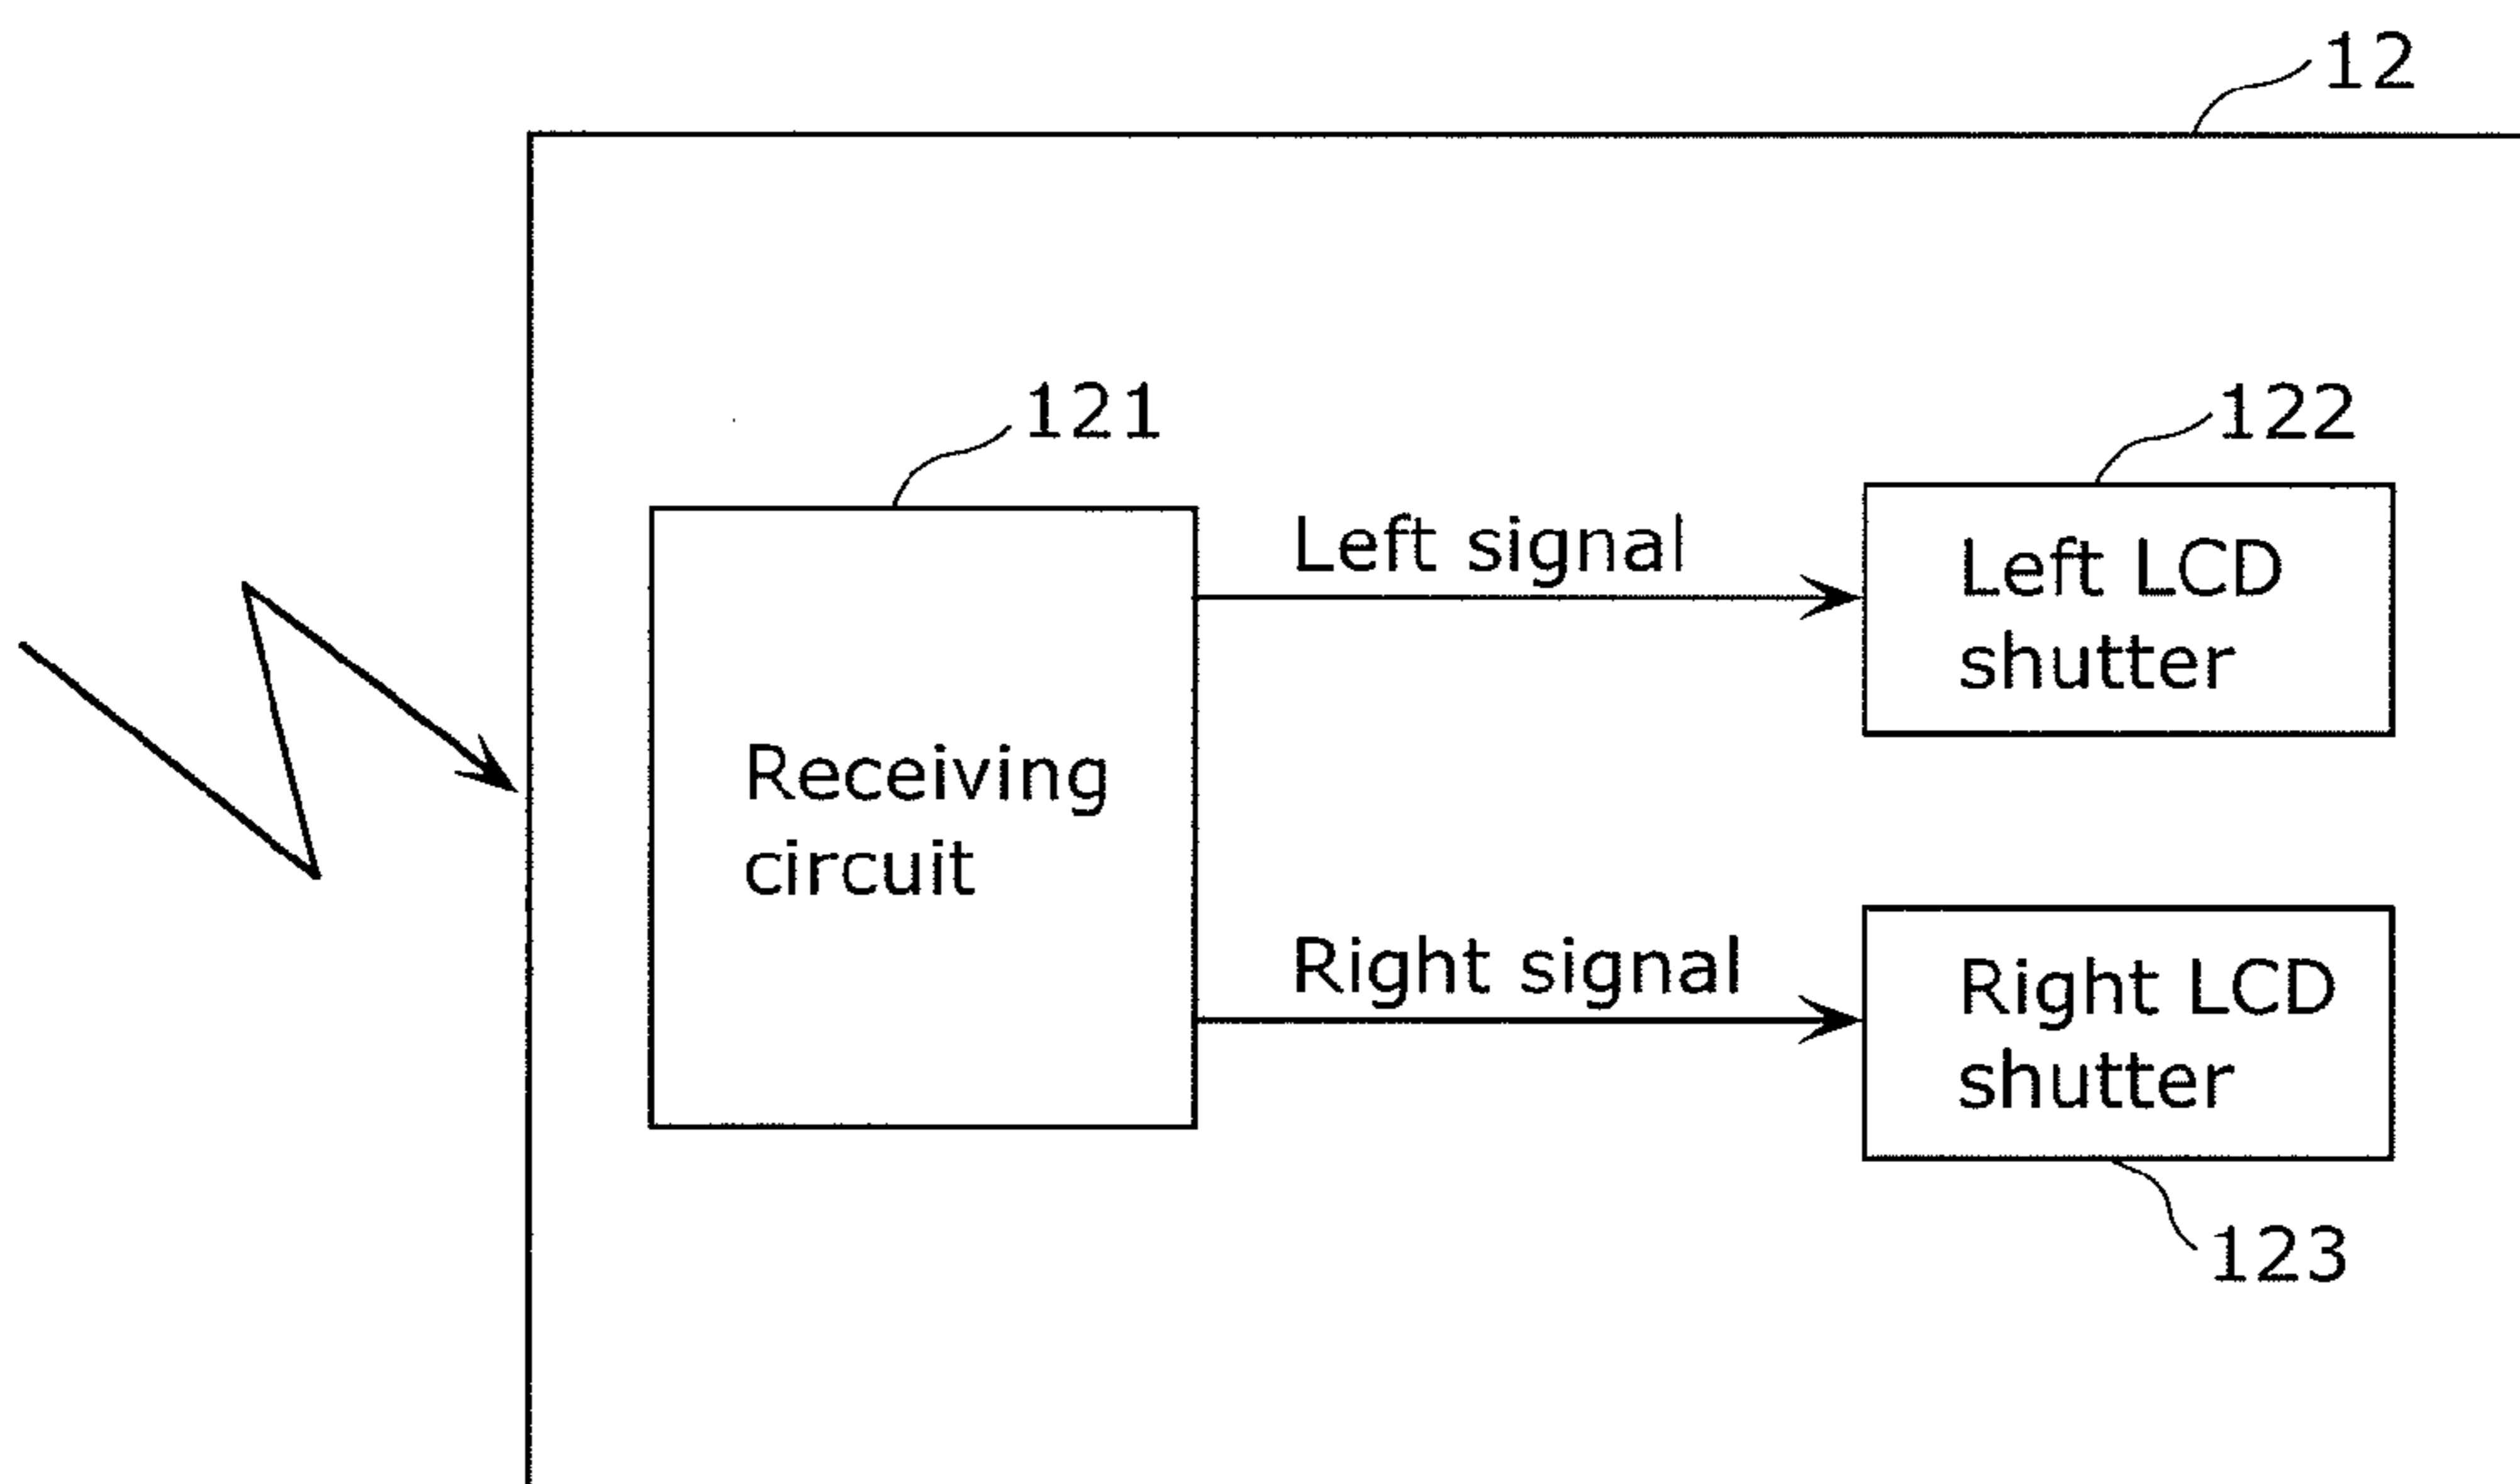 12
121
122
Left signal
Left LCD
shutter
Receiving
circuit
Right signal
Right LCD
shutter
123